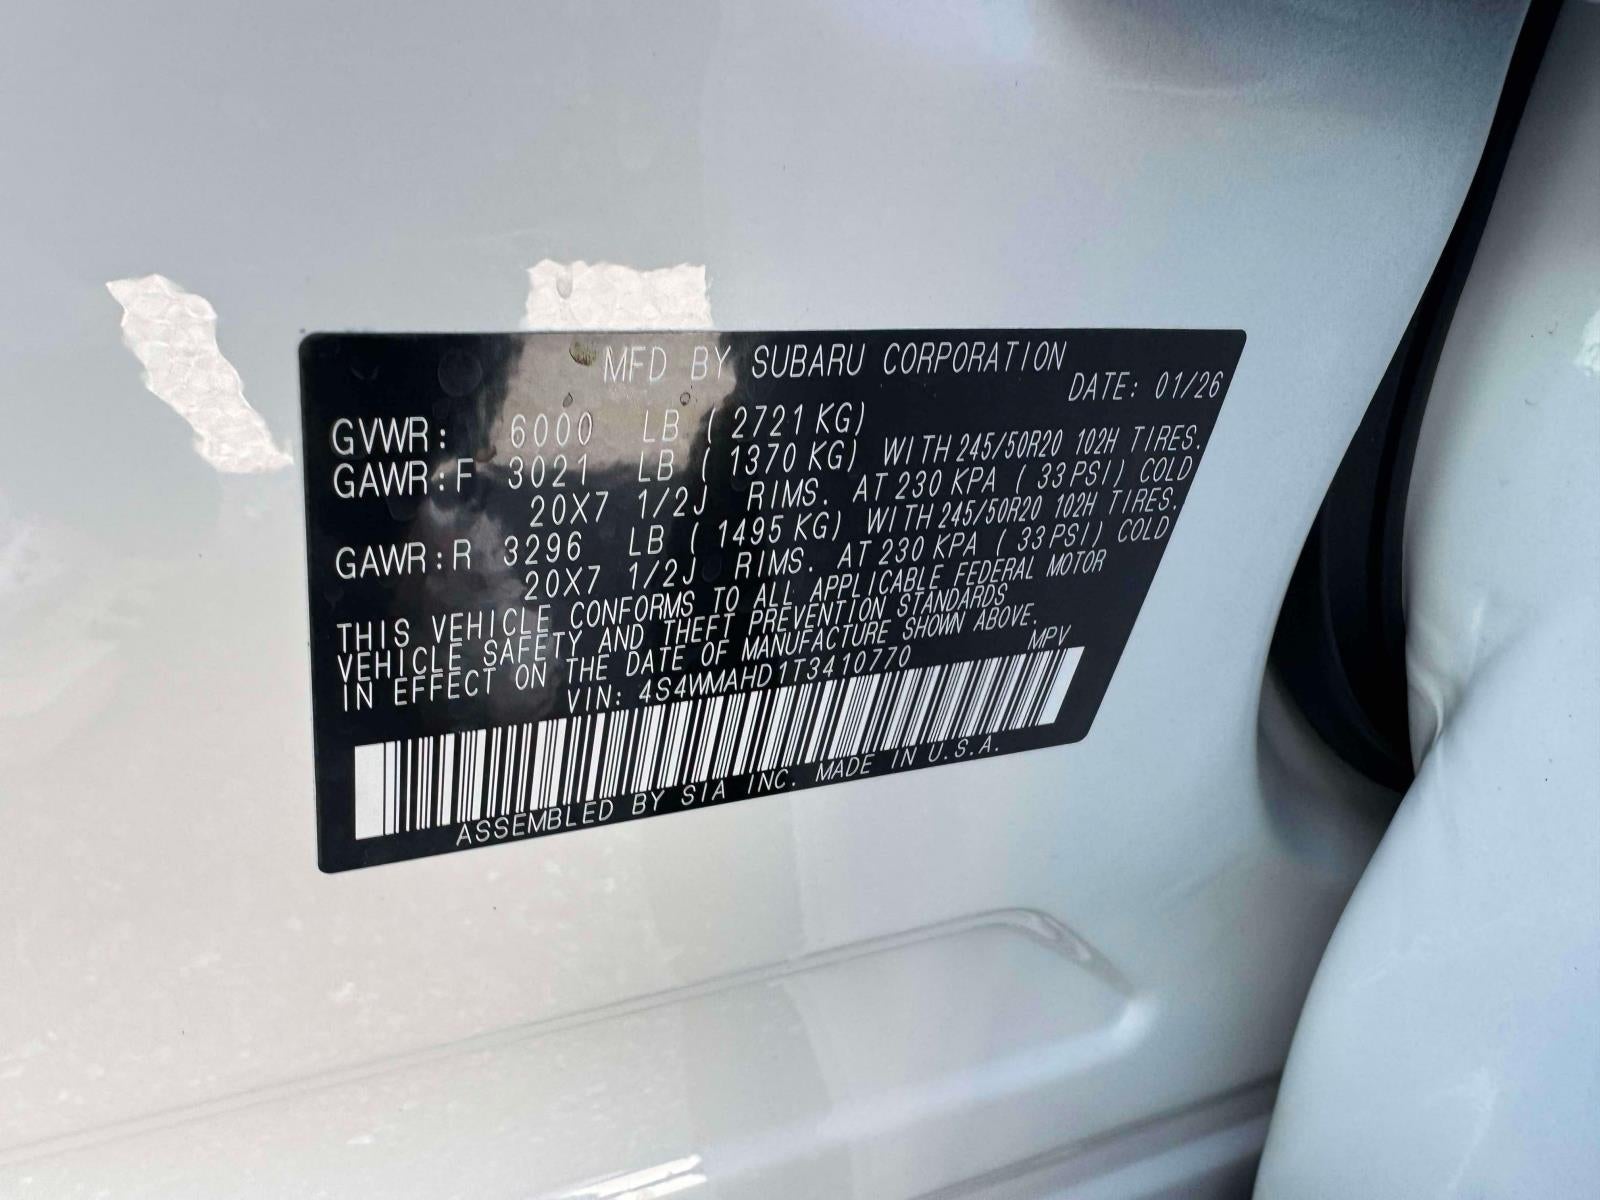 MFD BY SUBARU CORPORATION
DATE: 01/26
GVWR: 6000 LB ( 2721 KG)
GAWR:F 3021 LB ( 1370 KG) WITH 245/50R20 102H TIRES.
20X7 1/2J RIMS. AT 230 KPA ( 33 PSI) COLD
GAWR:R 3296 LB ( 1495 KG) WITH 245/50R20 102H TIRES.
20X7 1/2J RIMS. AT 230 KPA ( 33 PSI) COLD
THIS VEHICLE CONFORMS TO ALL APPLICABLE FEDERAL MOTOR
VEHICLE SAFETY AND THEFT PREVENTION STANDARDS
IN EFFECT ON THE DATE OF MANUFACTURE SHOWN ABOVE.
VIN: 4S4WMAHD1T3410770 MPV
ASSEMBLED BY SIA INC. MADE IN U.S.A.